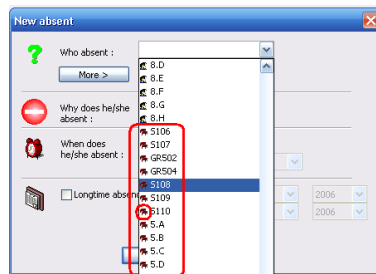 New absent
Who absent :
More >
8.D
8.E
8.F
8.G
8.H
Why does he/she
absent :
S106
S107
When does
he/she absent :
GR502
GR504
S108
Longtime absen
2006
S109
S110
2006
5.A
5.B
5.C
5.D